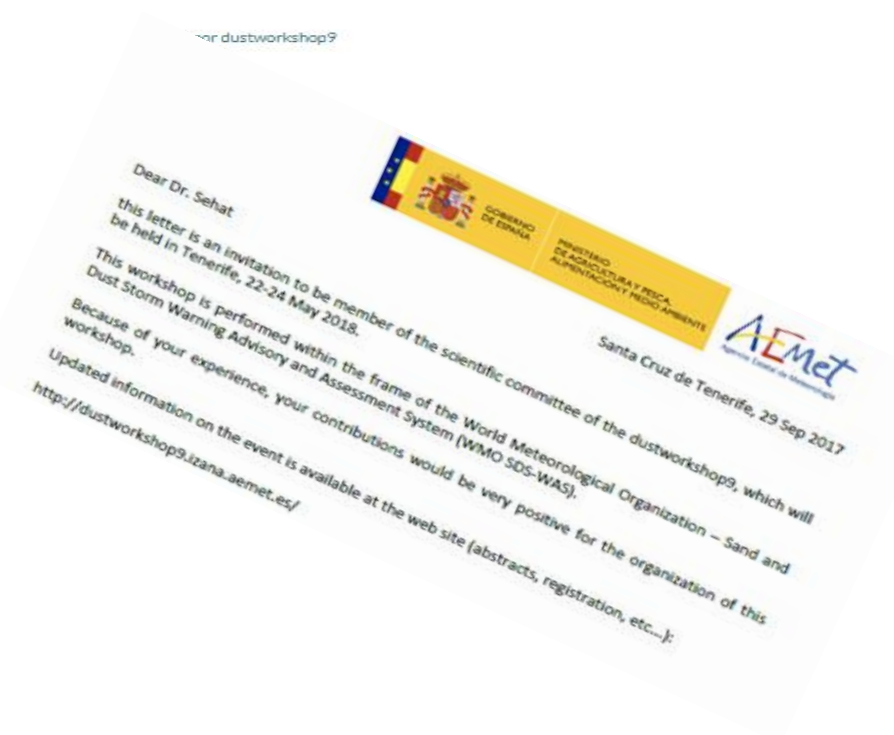 dustworkshop9
GOBIERNO
DE ESPAÑA
MINISTERIO
DE AGRICULTURA Y PESCA,
ALIMENTACIÓN Y MEDIO AMBIENTE
AEMet
Agencia Estatal de Meteorología
Santa Cruz de Tenerife, 29 Sep 2017
Dear Dr. Sehat
this letter is an invitation to be member of the scientific committee of the dustworkshop9, which will
be held in Tenerife, 22-24 May 2018.
This workshop is performed within the frame of the World Meteorological Organization – Sand and
Dust Storm Warning Advisory and Assessment System (WMO SDS-WAS).
Because of your experience, your contributions would be very positive for the organization of this
workshop.
Updated information on the event is available at the web site (abstracts, registration, etc...):
http://dustworkshop9.izana.aemet.es/